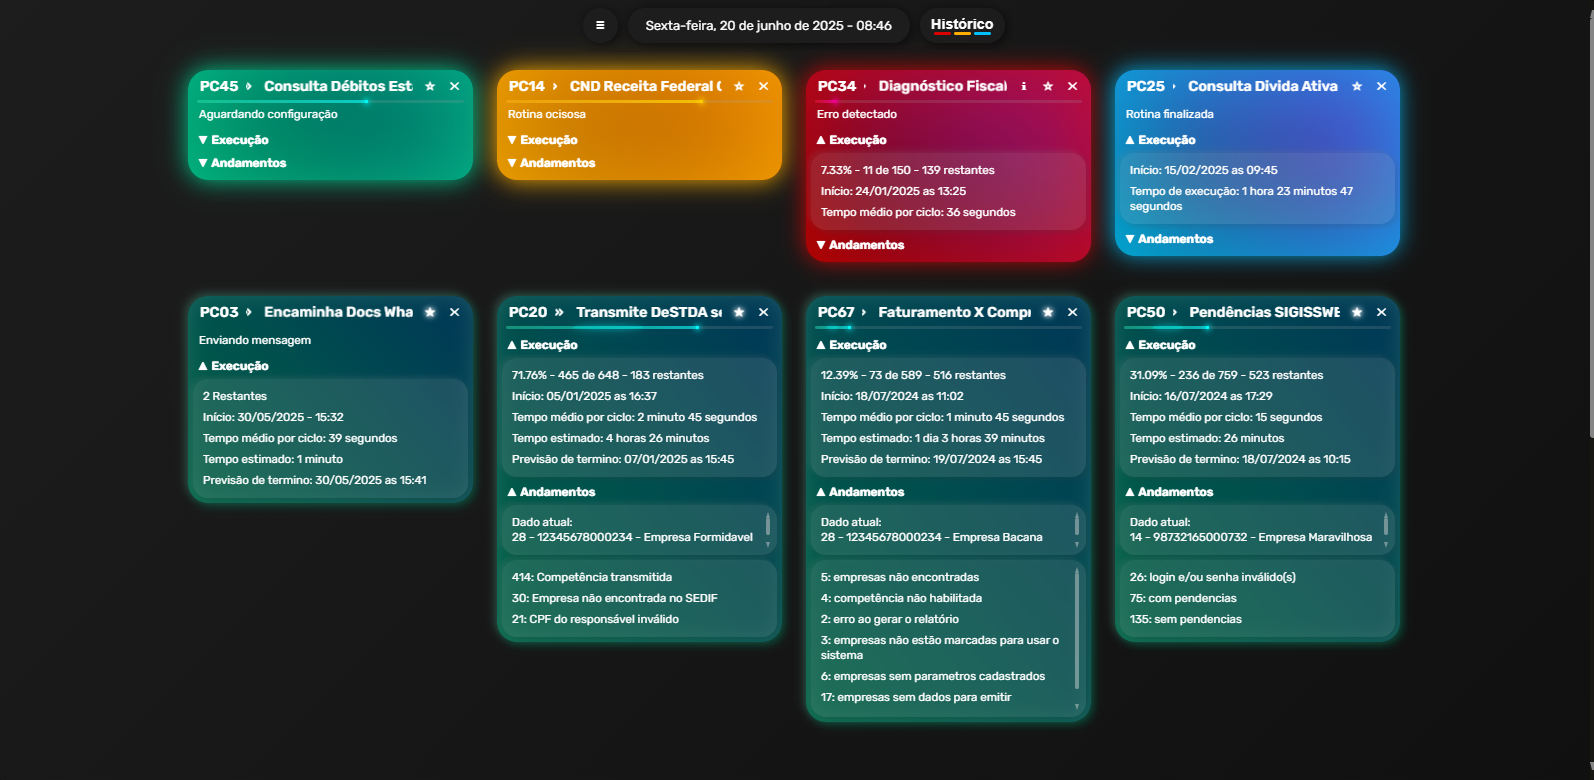 Sexta-feira, 20 de junho de 2025 - 08:46
Histórico
PC45 Consulta Débitos Est
Aguardando configuração
▼ Execução
▼ Andamentos
PC14 › CND Receita Federal
Rotina ocisosa
▼ Execução
▼ Andamentos
PC34 › Diagnóstico Fiscal i
Erro detectado
▲ Execução
7.33% - 11 de 150 - 139 restantes
Início: 24/01/2025 as 13:25
Tempo médio por ciclo: 36 segundos
▼ Andamentos
PC25 › Consulta Divida Ativa
Rotina finalizada
▲ Execução
Início: 15/02/2025 as 09:45
Tempo de execução: 1 hora 23 minutos 47
segundos
▼ Andamentos
PC03 Encaminha Docs Wha
Enviando mensagem
▲ Execução
2 Restantes
Início: 30/05/2025 - 15:32
Tempo médio por ciclo: 39 segundos
Tempo estimado: 1 minuto
Previsão de termino: 30/05/2025 as 15:41
PC20 » Transmite DeSTDA se
▲ Execução
71.76% - 465 de 648 - 183 restantes
Início: 05/01/2025 as 16:37
Tempo médio por ciclo: 2 minuto 45 segundos
Tempo estimado: 4 horas 26 minutos
Previsão de termino: 07/01/2025 as 15:45
▲ Andamentos
Dado atual:
28 - 12345678000234 - Empresa Formidavel
414: Competência transmitida
30: Empresa não encontrada no SEDIF
21: CPF do responsável inválido
PC67 › Faturamento X Compr
▲ Execução
12.39% - 73 de 589 - 516 restantes
Início: 18/07/2024 as 11:02
Tempo médio por ciclo: 1 minuto 45 segundos
Tempo estimado: 1 dia 3 horas 39 minutos
Previsão de termino: 19/07/2024 as 15:45
▲ Andamentos
Dado atual:
28 - 12345678000234 - Empresa Bacana
5: empresas não encontradas
4: competência não habilitada
2: erro ao gerar o relatório
3: empresas não estão marcadas para usar o
sistema
6: empresas sem parametros cadastrados
17: empresas sem dados para emitir
PC50 › Pendências SIGISSWE
▲ Execução
31.09% - 236 de 759 - 523 restantes
Início: 16/07/2024 as 17:29
Tempo médio por ciclo: 15 segundos
Tempo estimado: 26 minutos
Previsão de termino: 18/07/2024 as 10:15
▲ Andamentos
Dado atual:
14 - 98732165000732 - Empresa Maravilhosa
26: login e/ou senha inválido(s)
75: com pendencias
135: sem pendencias